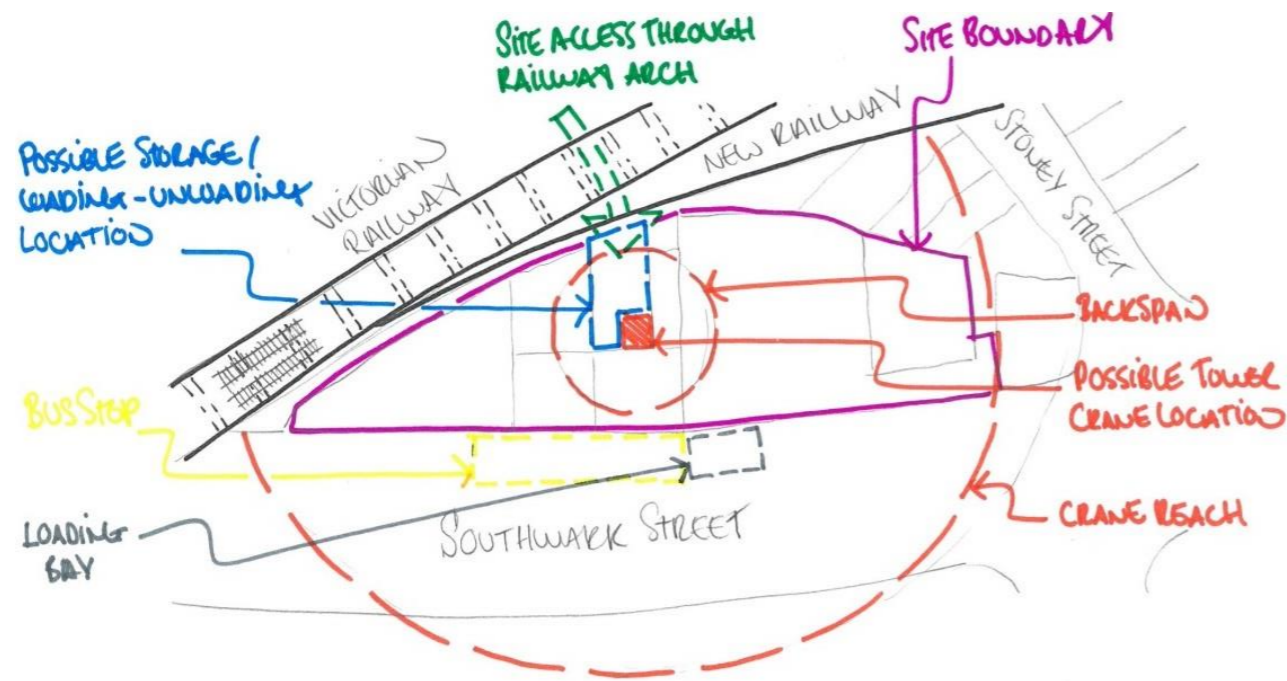 SITE ACCESS THROUGH
RAILWAY ARCH
SITE BOUNDARY
POSSIBLE STORAGE/
LOADING-UNLOADING
LOCATION
VICTORIAN
RAILWAY
NEW RAILWAY
STONEY STREET
BACKSPAN
POSSIBLE TOWER
CRANE LOCATION
BUS STOP
CRANE REACH
LOADING
BAY
SOUTHWARK STREET